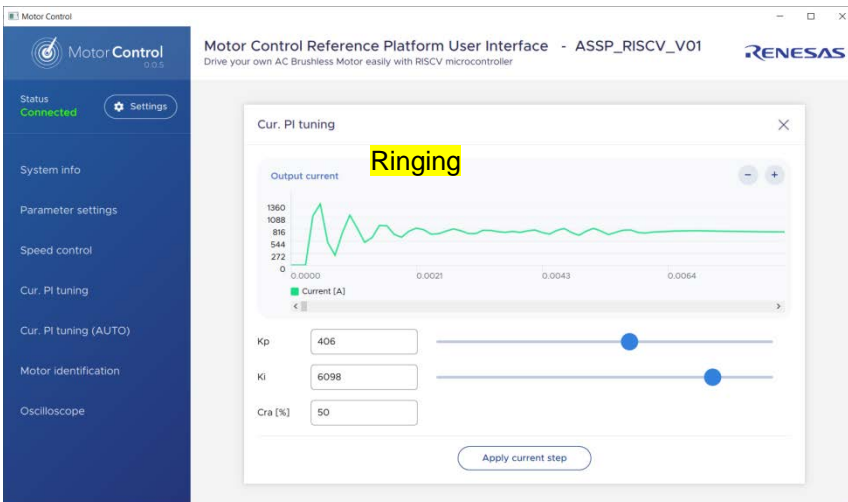 Motor Control
Motor Control
0.0.5
Motor Control Reference Platform User Interface - ASSP_RISCV_V01
Drive your own AC Brushless Motor easily with RISCV microcontroller
RENESAS
Status
Connected
Settings
System info
Parameter settings
Speed control
Cur. PI tuning
Cur. PI tuning (AUTO)
Motor identification
Oscilloscope
Cur. PI tuning
Ringing
Output current
1360
1088
816
544
272
0
0.0000 0.0021 0.0043 0.0064
Current [A]
Kp 406
Ki 6098
Cra [%] 50
Apply current step